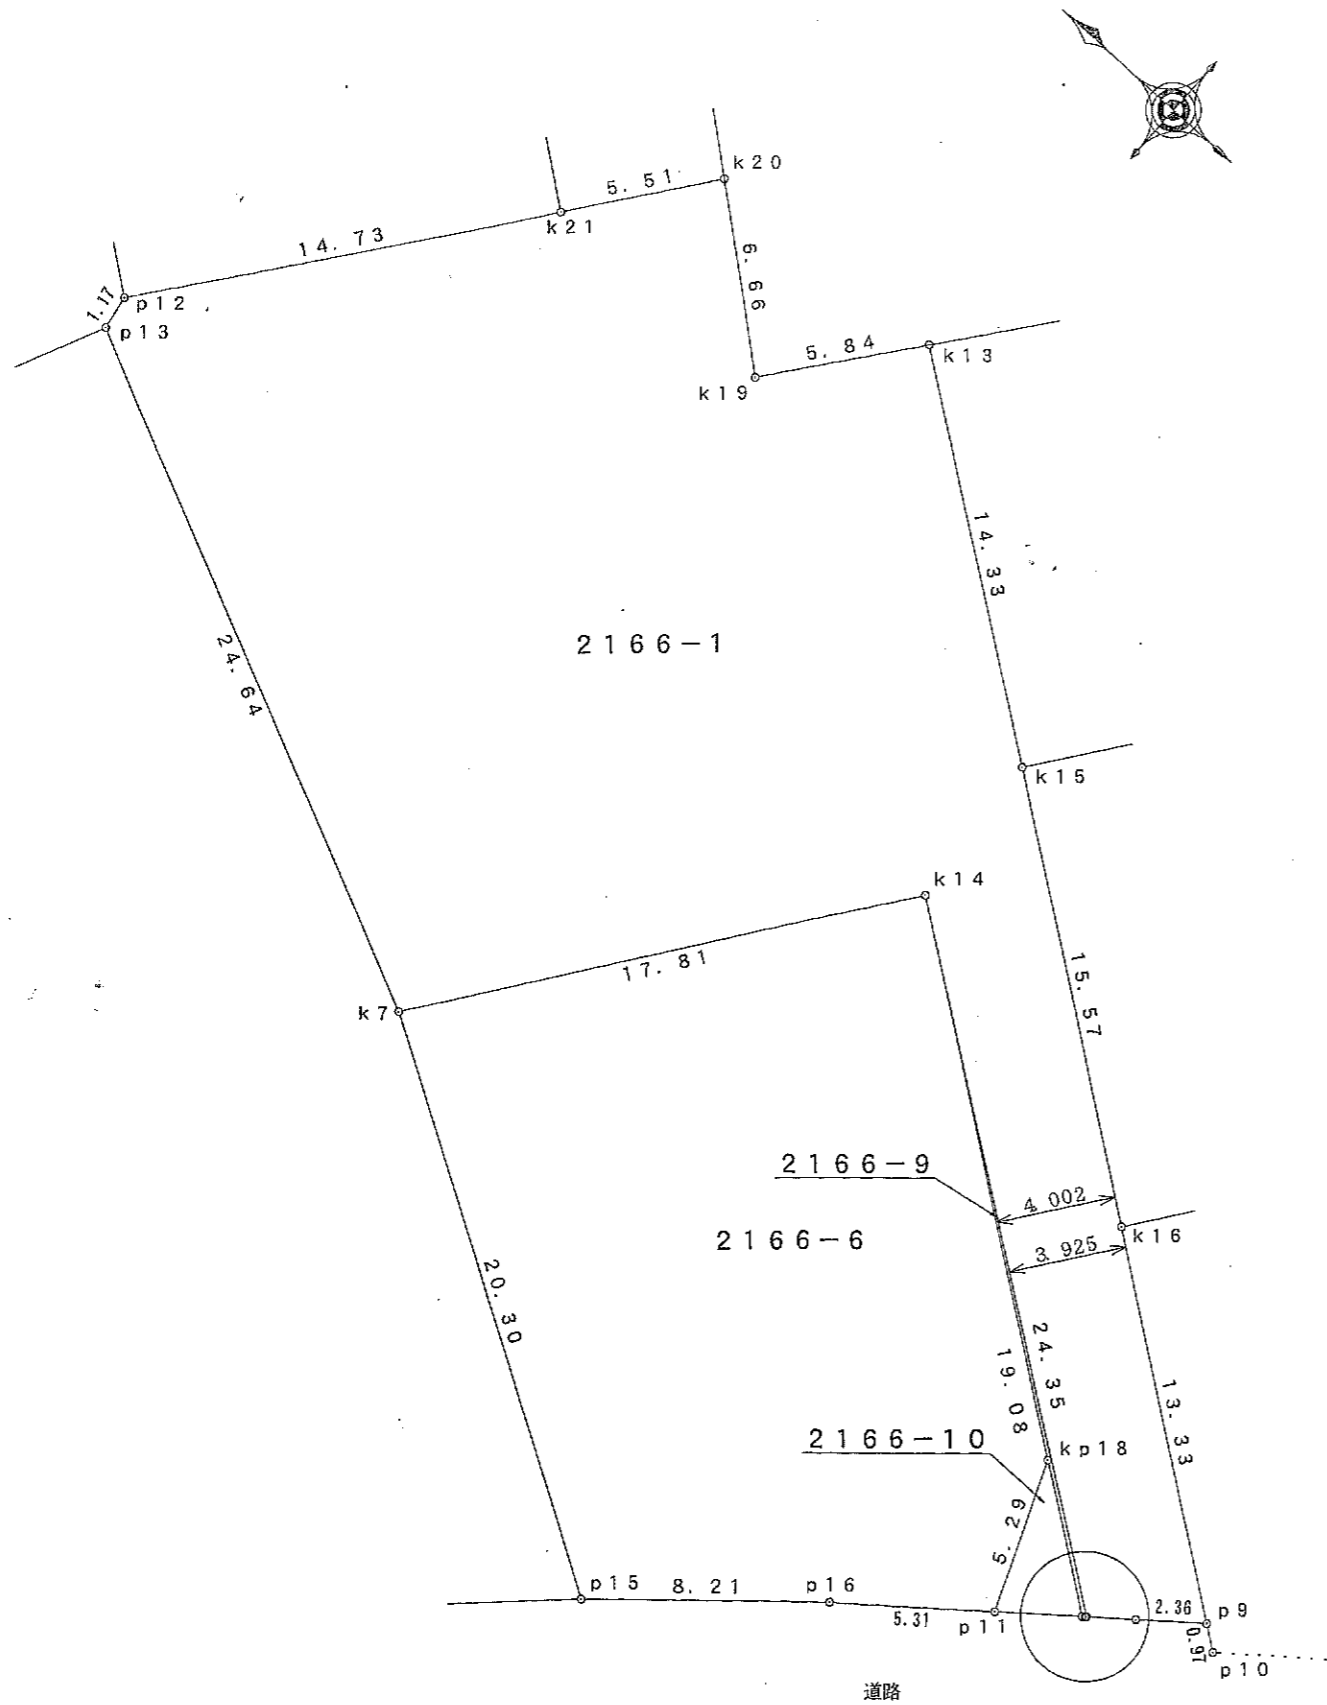 k20
5.51
k21
14.73
6.66
p12
1.17
p13
5.84
k13
k19
14.33
2166-1
24.64
k15
k14
15.57
17.81
k7
2166-9
4.002
k16
2166-6
3.925
20.30
24.35
19.08
13.33
2166-10
kp18
5.29
p15
8.21
p16
5.31
p11
2.36
p9
0.97
p10
道路